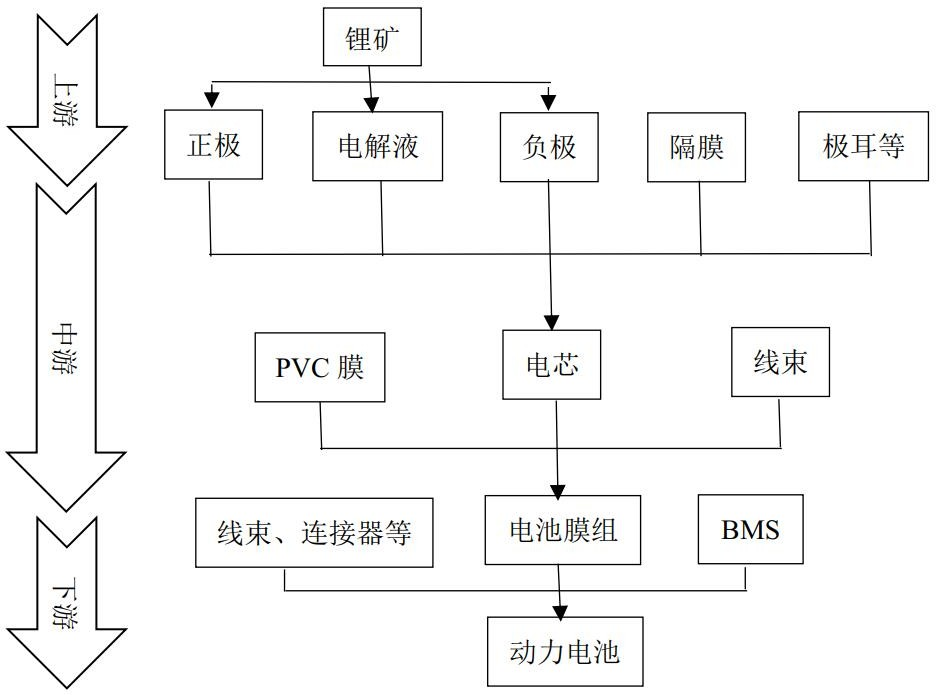 锂矿
上游
正极
电解液
负极
隔膜
极耳等
中游
PVC 膜
电芯
线束
线束、连接器等
电池膜组
BMS
下游
动力电池